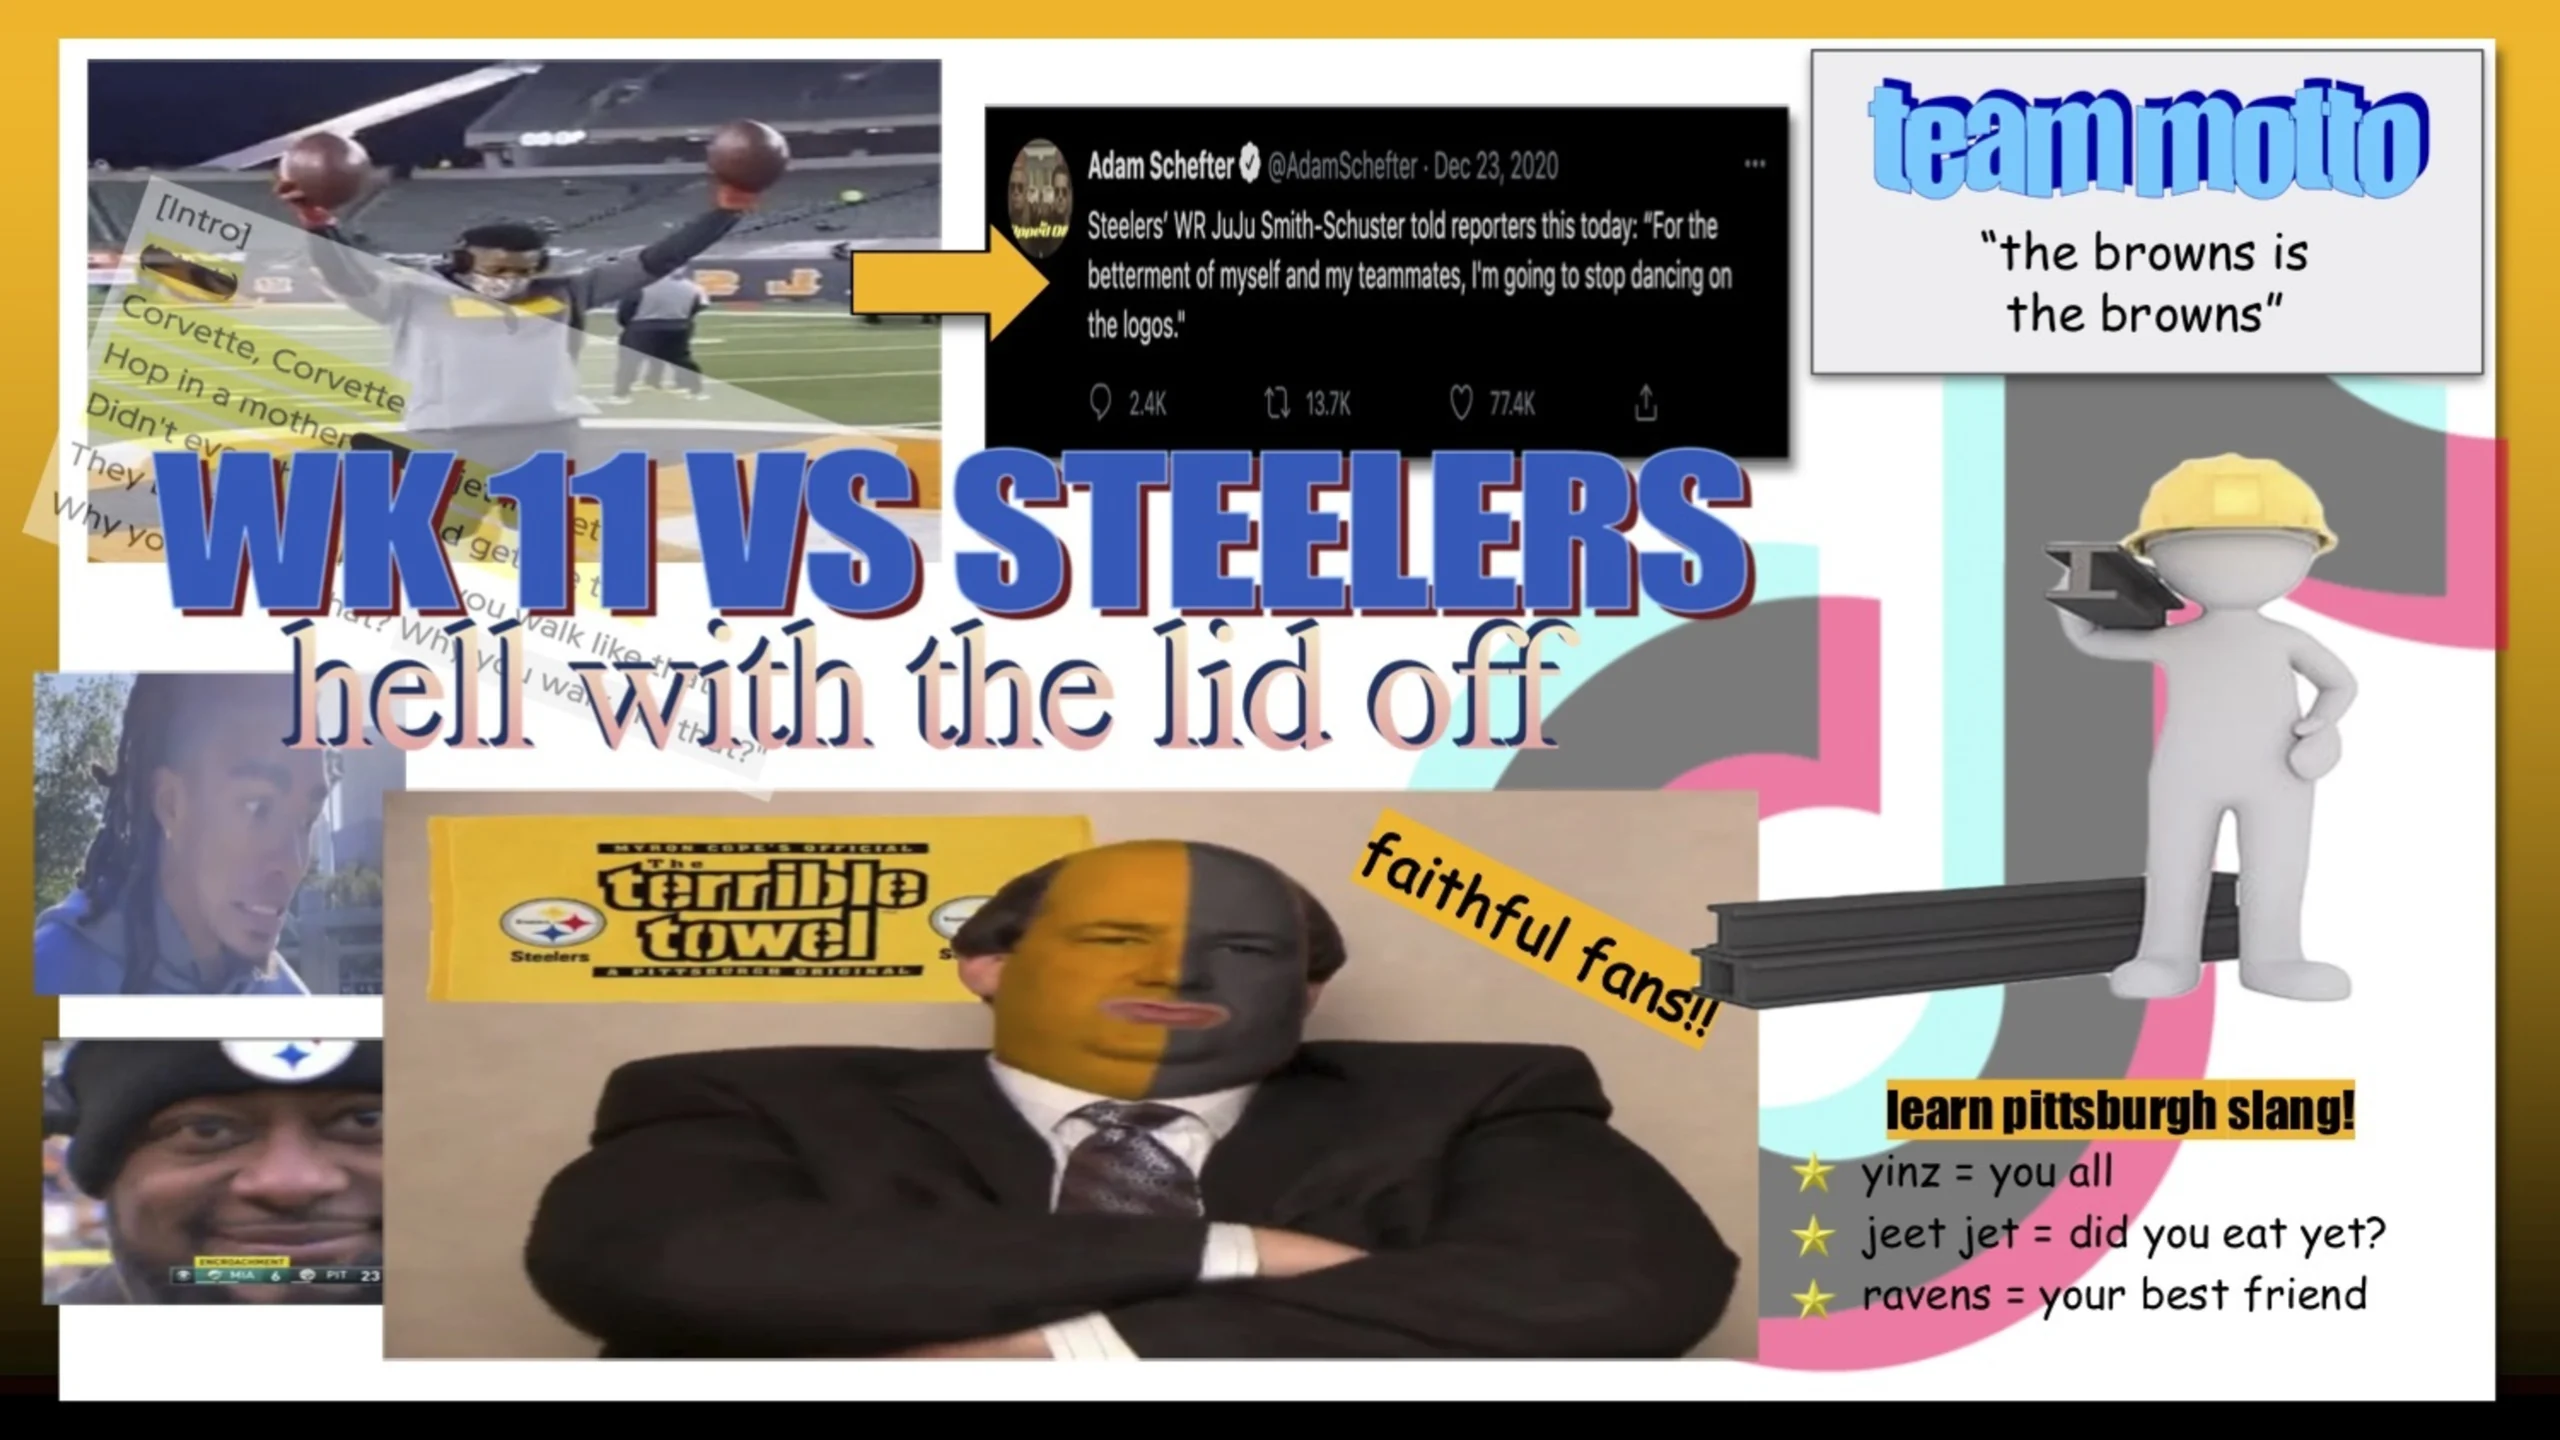 [Intro]
Corvette, Corvette
Hop in a mother
Didn't
They
Why yo
jet
et
d get
you walk like that
hat? Why you wa
that?"
Adam Schefter @AdamSchefter · Dec 23, 2020
Steelers' WR JuJu Smith-Schuster told reporters this today: "For the
betterment of myself and my teammates, I'm going to stop dancing on
the logos."
2.4K 13.7K 77.4K
team motto
"the browns is
the browns"
WK 11 VS STEELERS
hell with the lid off
MYRON COPE'S OFFICIAL
The
terrible
towel
A PITTSBURGH ORIGINAL
Steelers
faithful fans!!
ENCROACHMENT
MIA 6 PIT 23
learn pittsburgh slang!
yinz = you all
jeet jet = did you eat yet?
ravens = your best friend